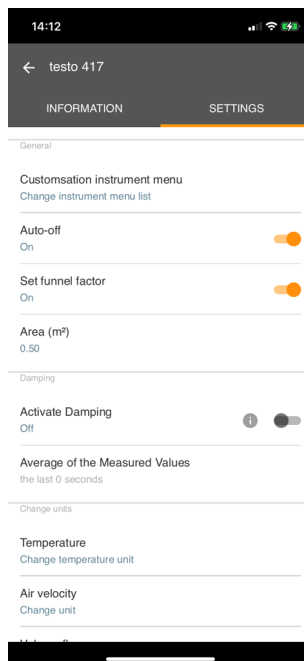 14:12
testo 417
INFORMATION SETTINGS
General
Customsation instrument menu
Change instrument menu list
Auto-off
On
Set funnel factor
On
Area (m²)
0.50
Damping
Activate Damping
Off
Average of the Measured Values
the last 0 seconds
Change units
Temperature
Change temperature unit
Air velocity
Change unit